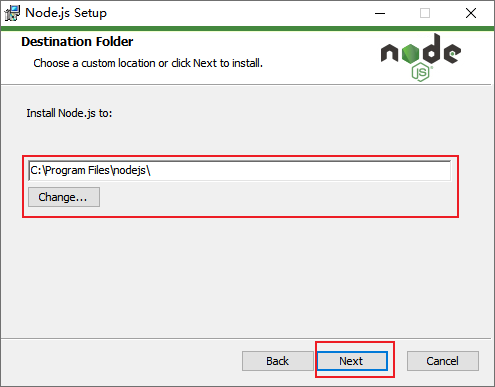 Node.js Setup
Destination Folder
Choose a custom location or click Next to install.
node
JS
Install Node.js to:
C:\Program Files\nodejs\
Change...
Back
Next
Cancel